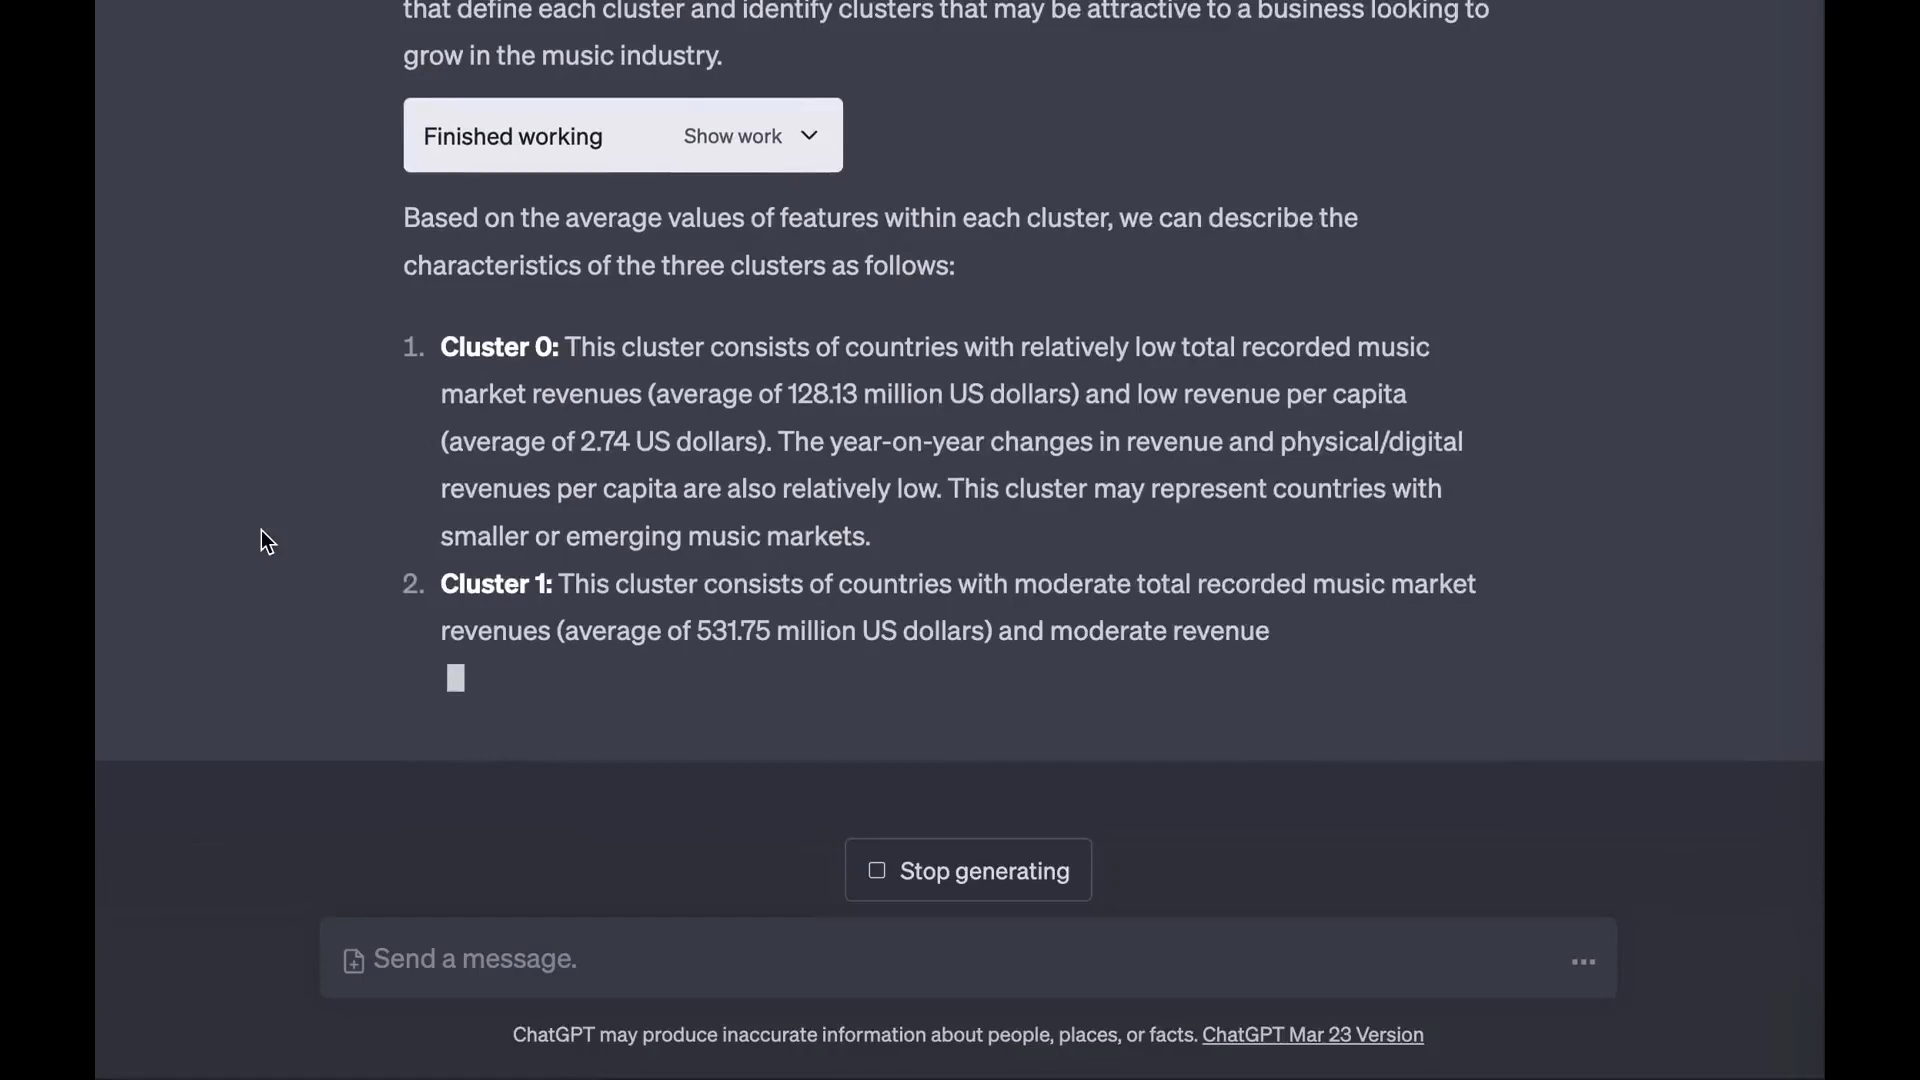 that define each cluster and identify clusters that may be attractive to a business looking to
grow in the music industry.
Finished working Show work
Based on the average values of features within each cluster, we can describe the
characteristics of the three clusters as follows:
1. Cluster 0: This cluster consists of countries with relatively low total recorded music
market revenues (average of 128.13 million US dollars) and low revenue per capita
(average of 2.74 US dollars). The year-on-year changes in revenue and physical/digital
revenues per capita are also relatively low. This cluster may represent countries with
smaller or emerging music markets.
2. Cluster 1: This cluster consists of countries with moderate total recorded music market
revenues (average of 531.75 million US dollars) and moderate revenue
Stop generating
Send a message.
ChatGPT may produce inaccurate information about people, places, or facts. ChatGPT Mar 23 Version